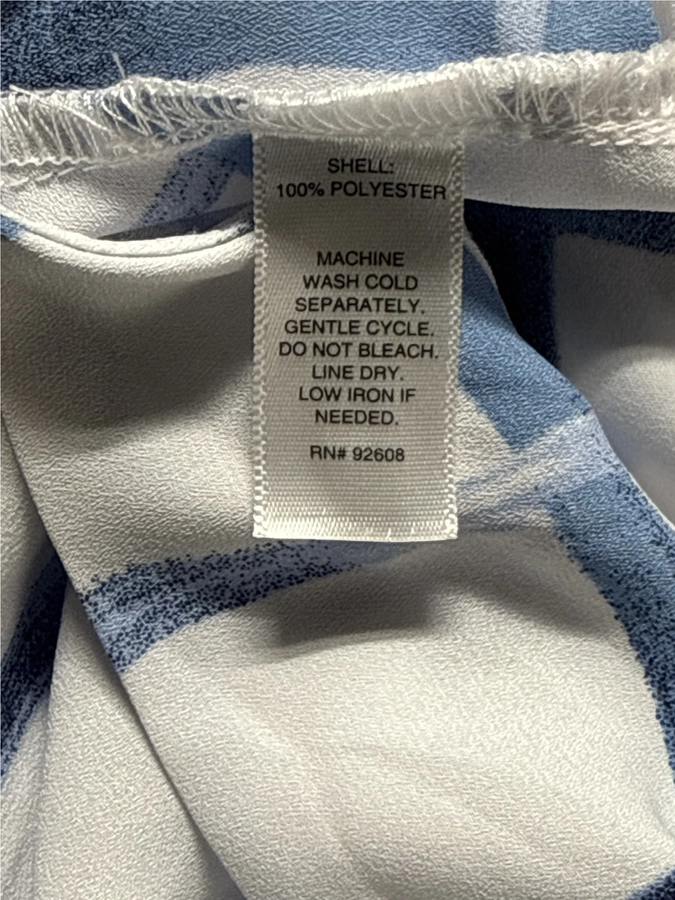 SHELL:
100% POLYESTER
MACHINE
WASH COLD
SEPARATELY.
GENTLE CYCLE.
DO NOT BLEACH.
LINE DRY.
LOW IRON IF
NEEDED.
RN# 92608